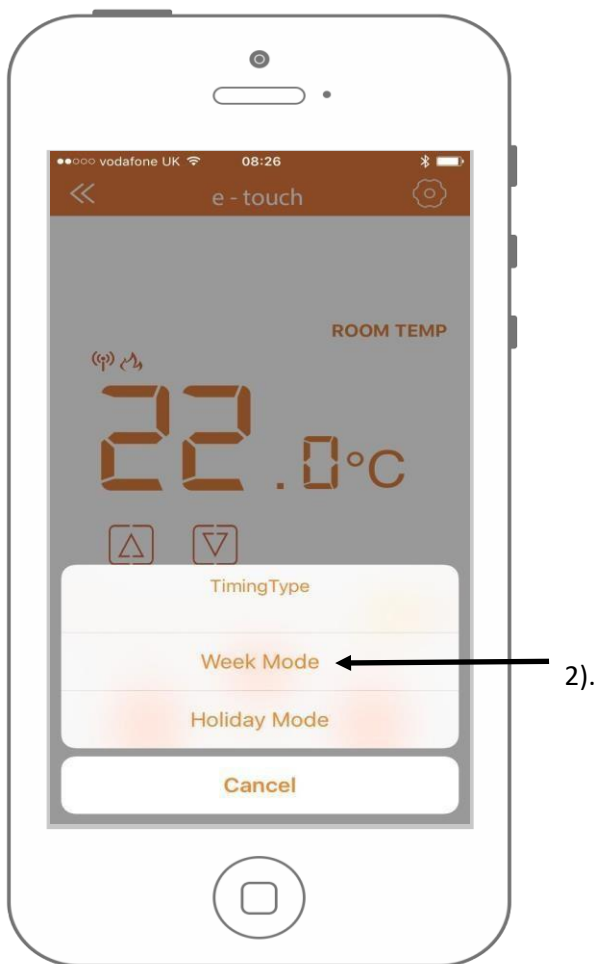 ●●○○○ vodafone UK 08:26
e - touch
ROOM TEMP
22.0°C
TimingType
Week Mode
2).
Holiday Mode
Cancel